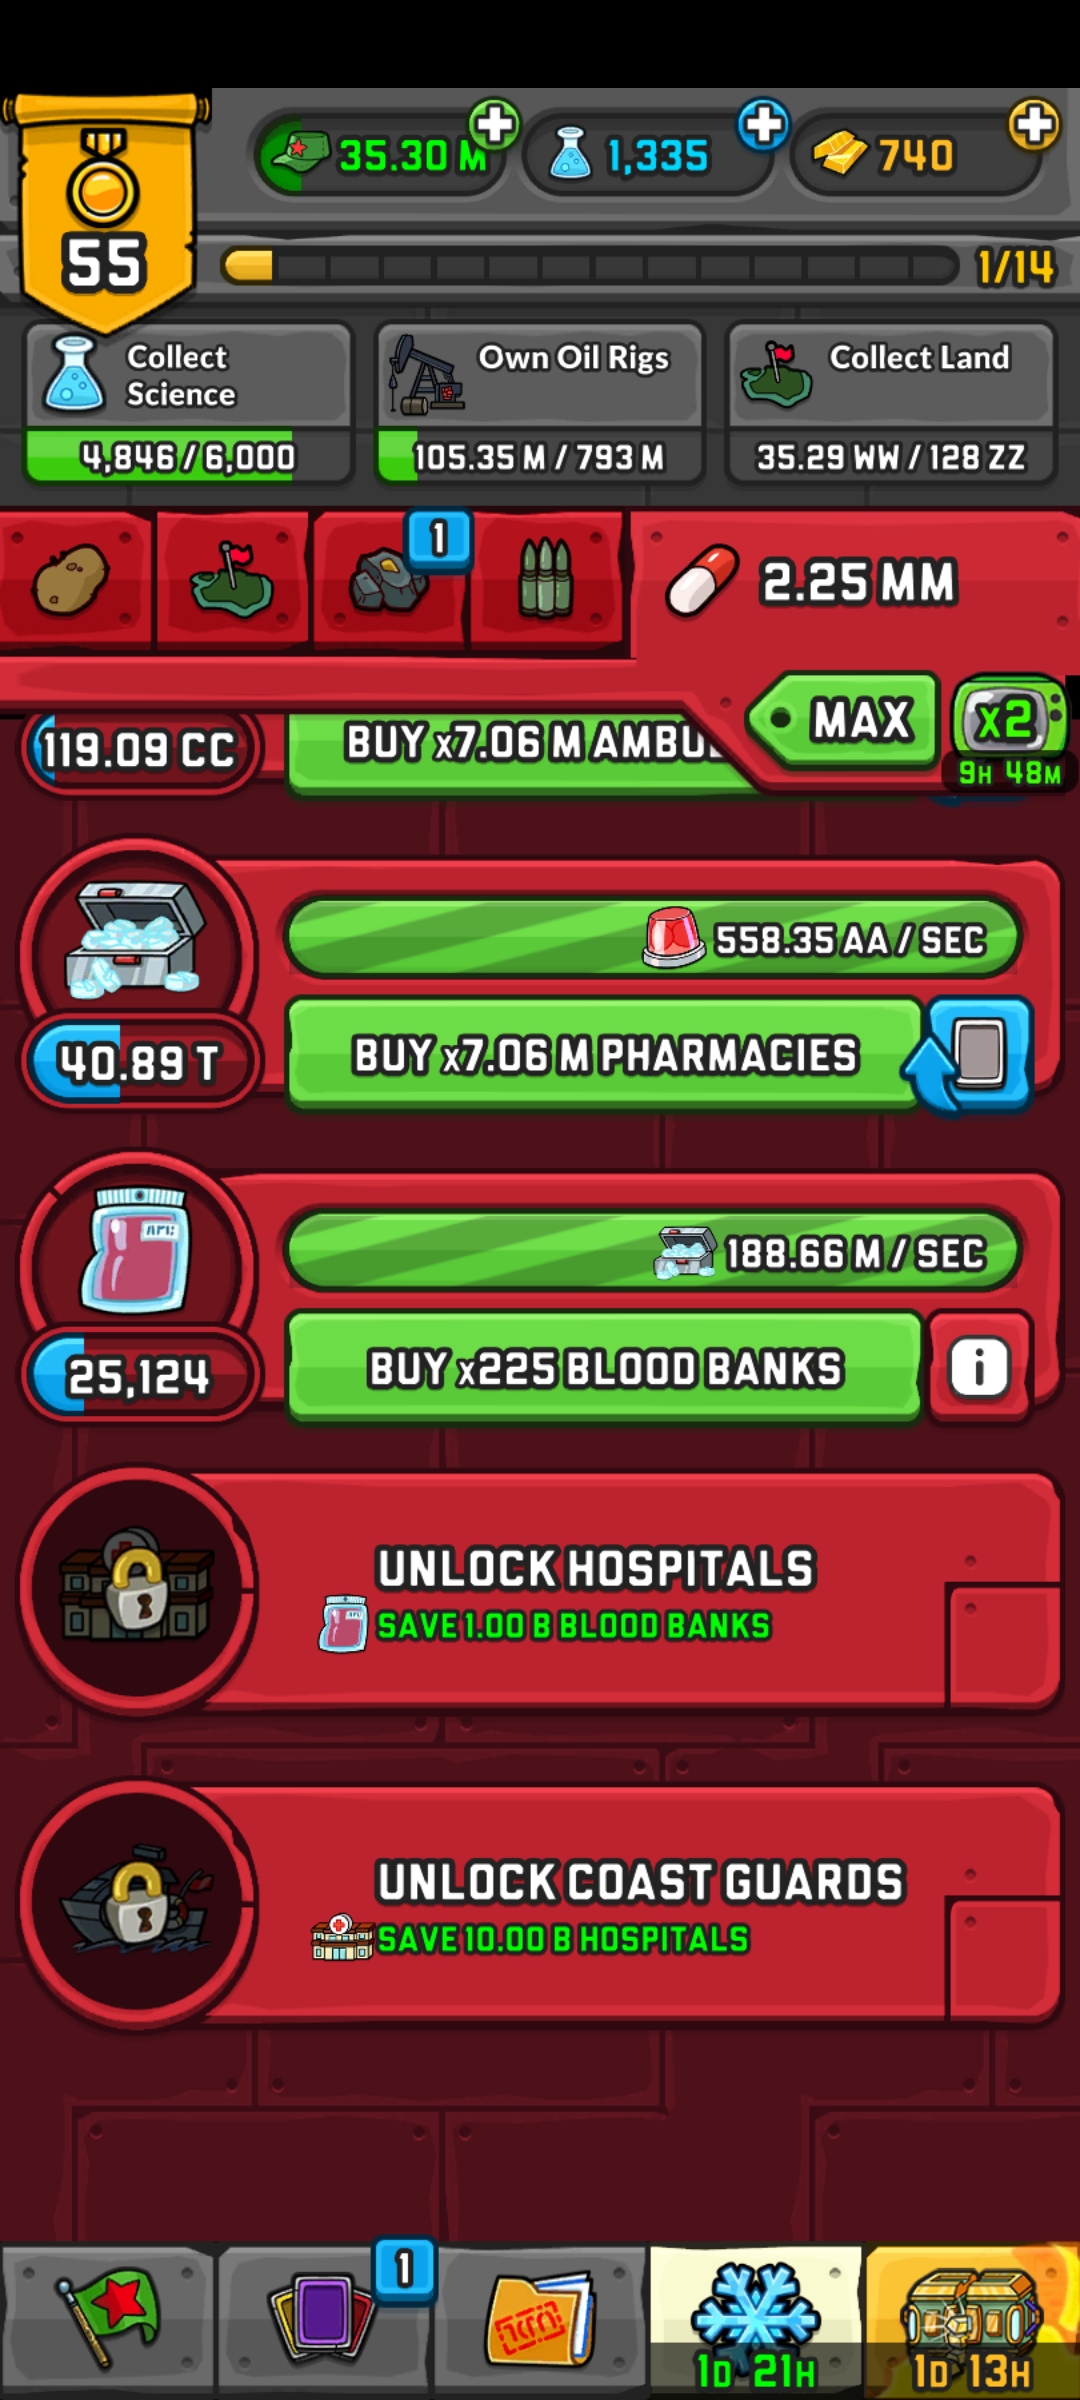 35.30 M
1,335
740
55
1/14
Collect
Science
4,846 / 6,000
Own Oil Rigs
105.35 M / 793 M
Collect Land
35.29 WW / 128 ZZ
1
2.25 MM
MAX
x2
9H 48M
119.09 CC
BUY x7.06 M
558.35 AA / SEC
40.89 T
BUY x7.06 M PHARMACIES
188.66 M / SEC
25,124
BUY x225 BLOOD BANKS
i
UNLOCK HOSPITALS
SAVE 1.00 B BLOOD BANKS
UNLOCK COAST GUARDS
SAVE 10.00 B HOSPITALS
1
1D 21H
1D 13H